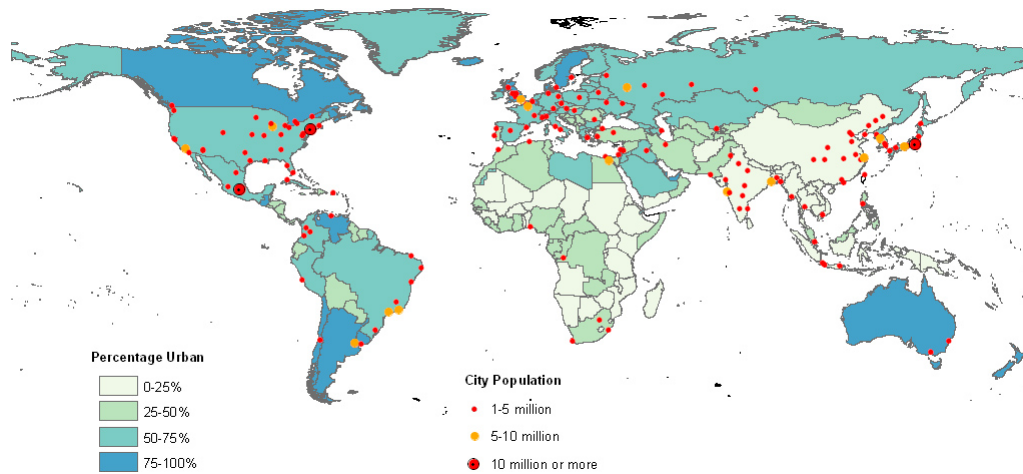 Percentage Urban
0-25%
25-50%
50-75%
75-100%
City Population
1-5 million
5-10 million
10 million or more